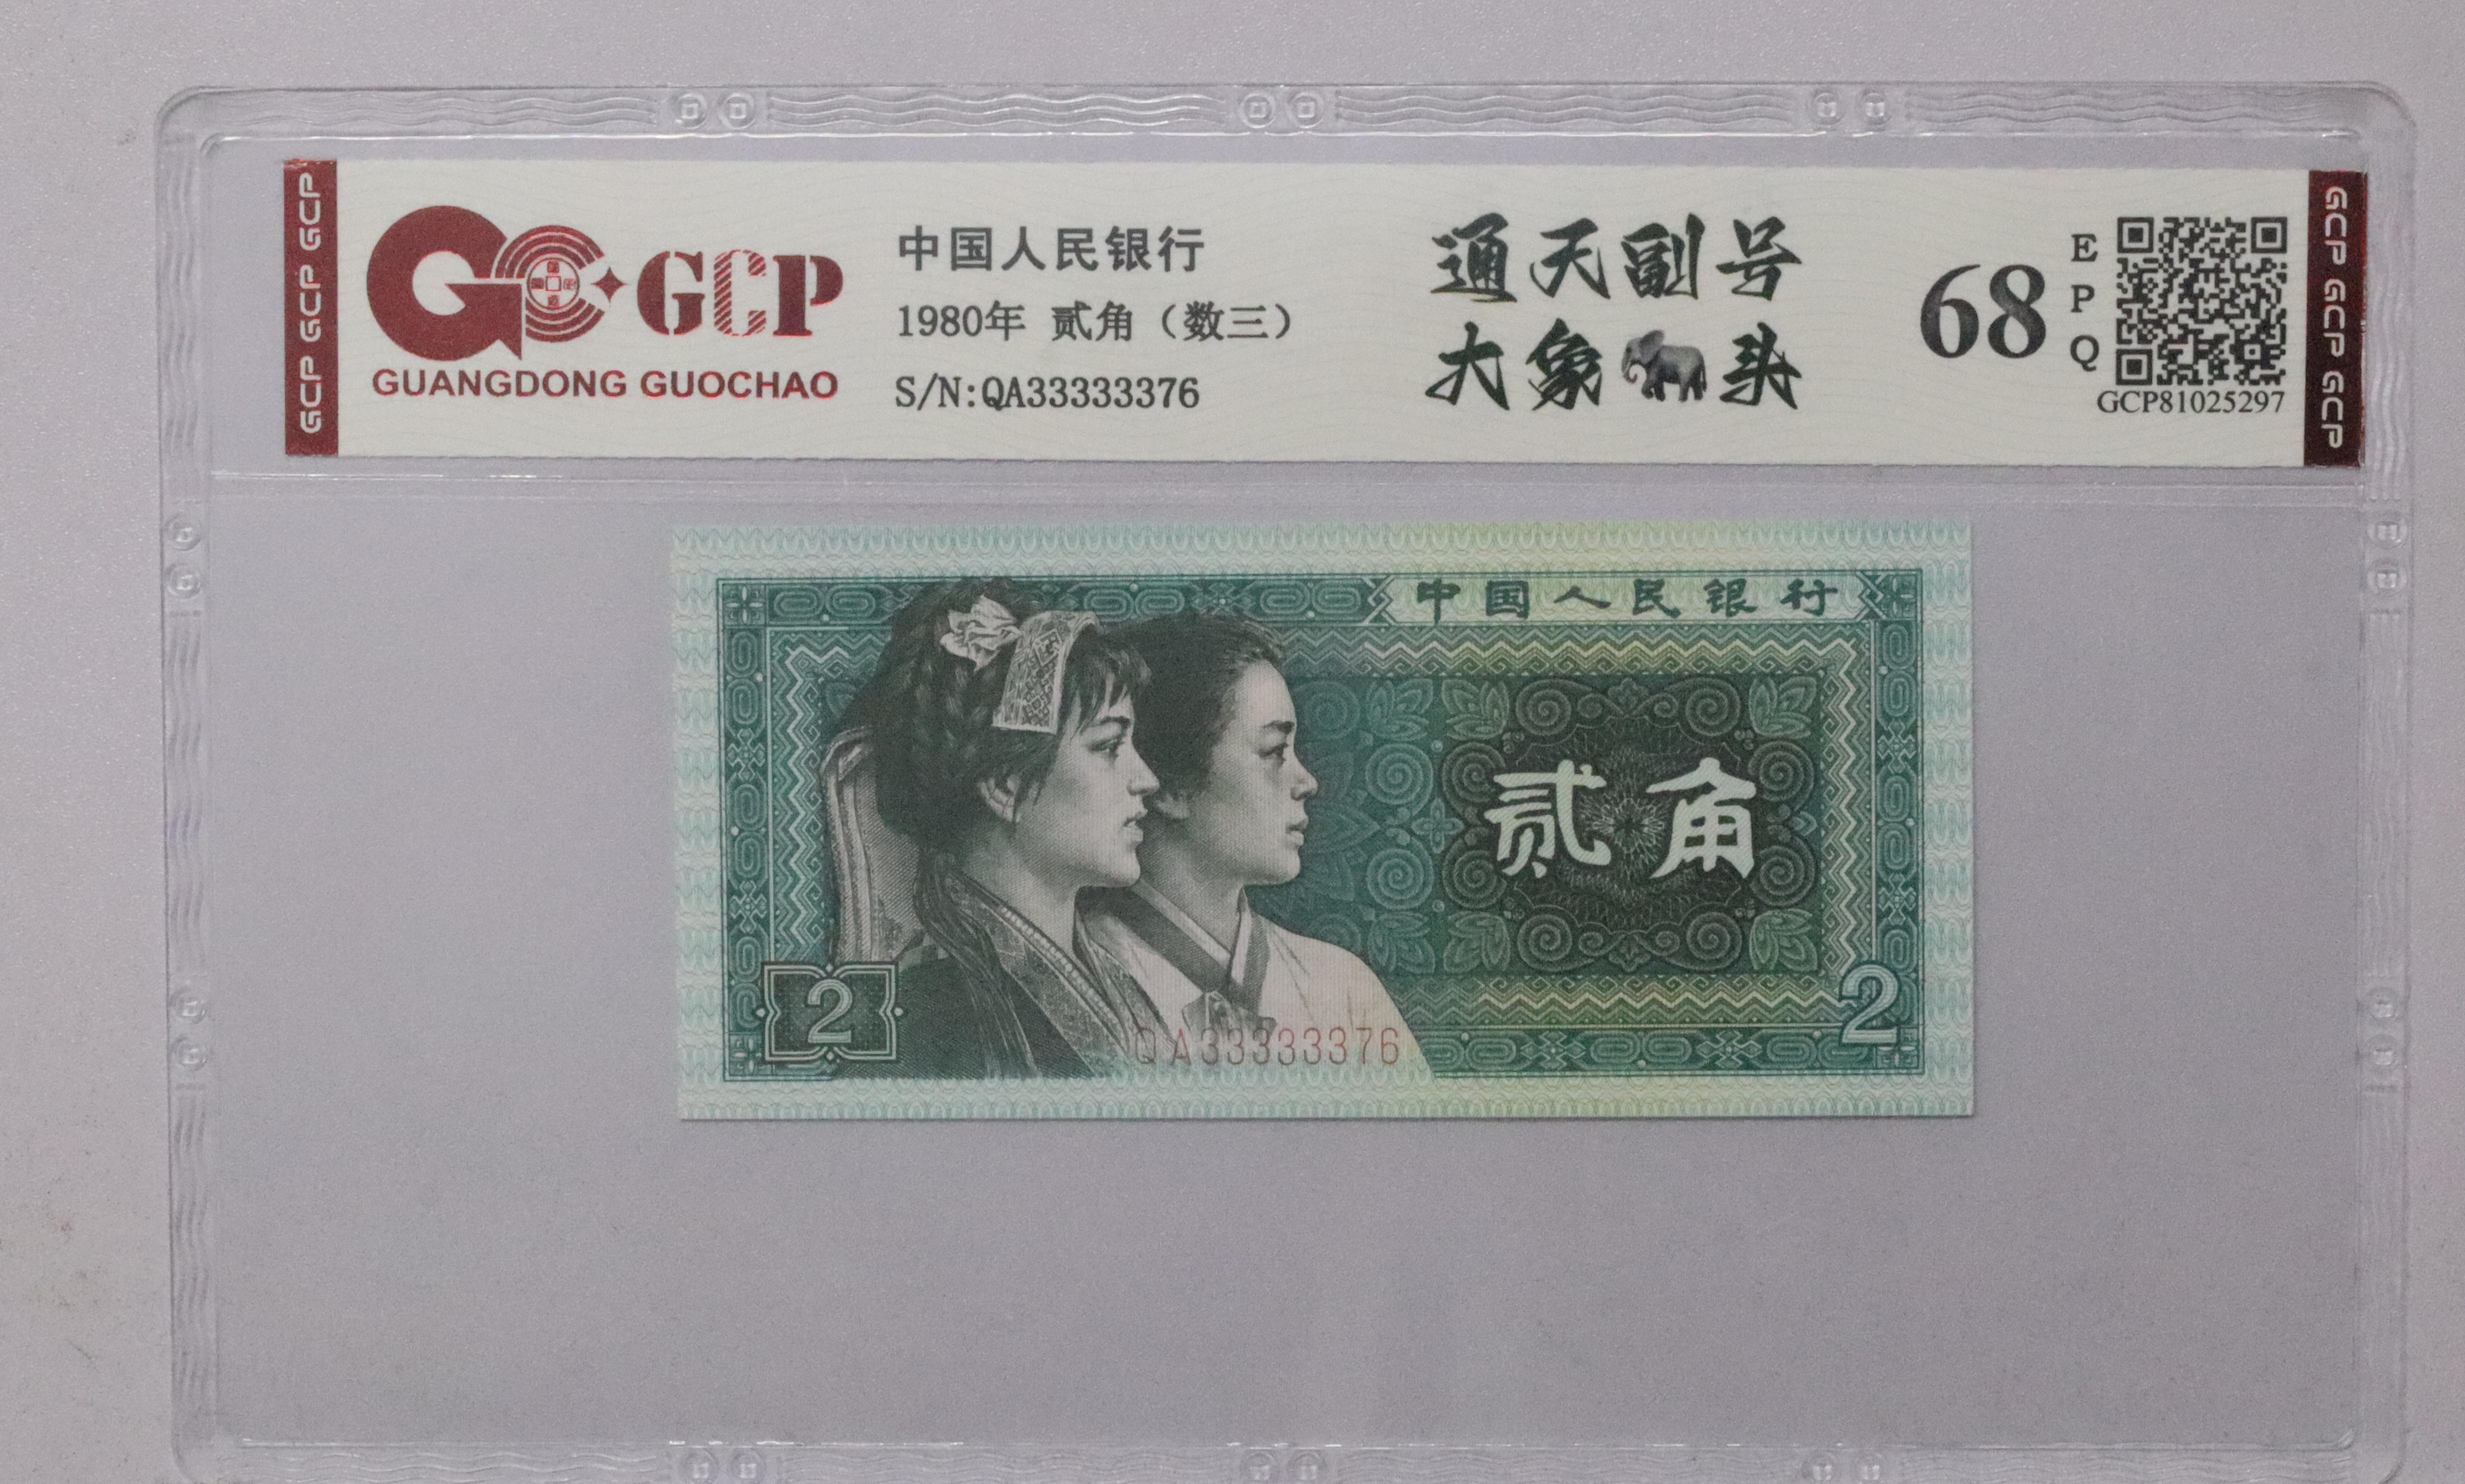 GCP GCP GCP
GCP
GUANGDONG GUOCHAO
中国人民银行
1980年 贰角（数三）
S/N:QA33333376
通天副号
大象🐘头
68
E
P
Q
GCP81025297
GCP GCP GCP
中国人民银行
贰角
2
QA33333376
2